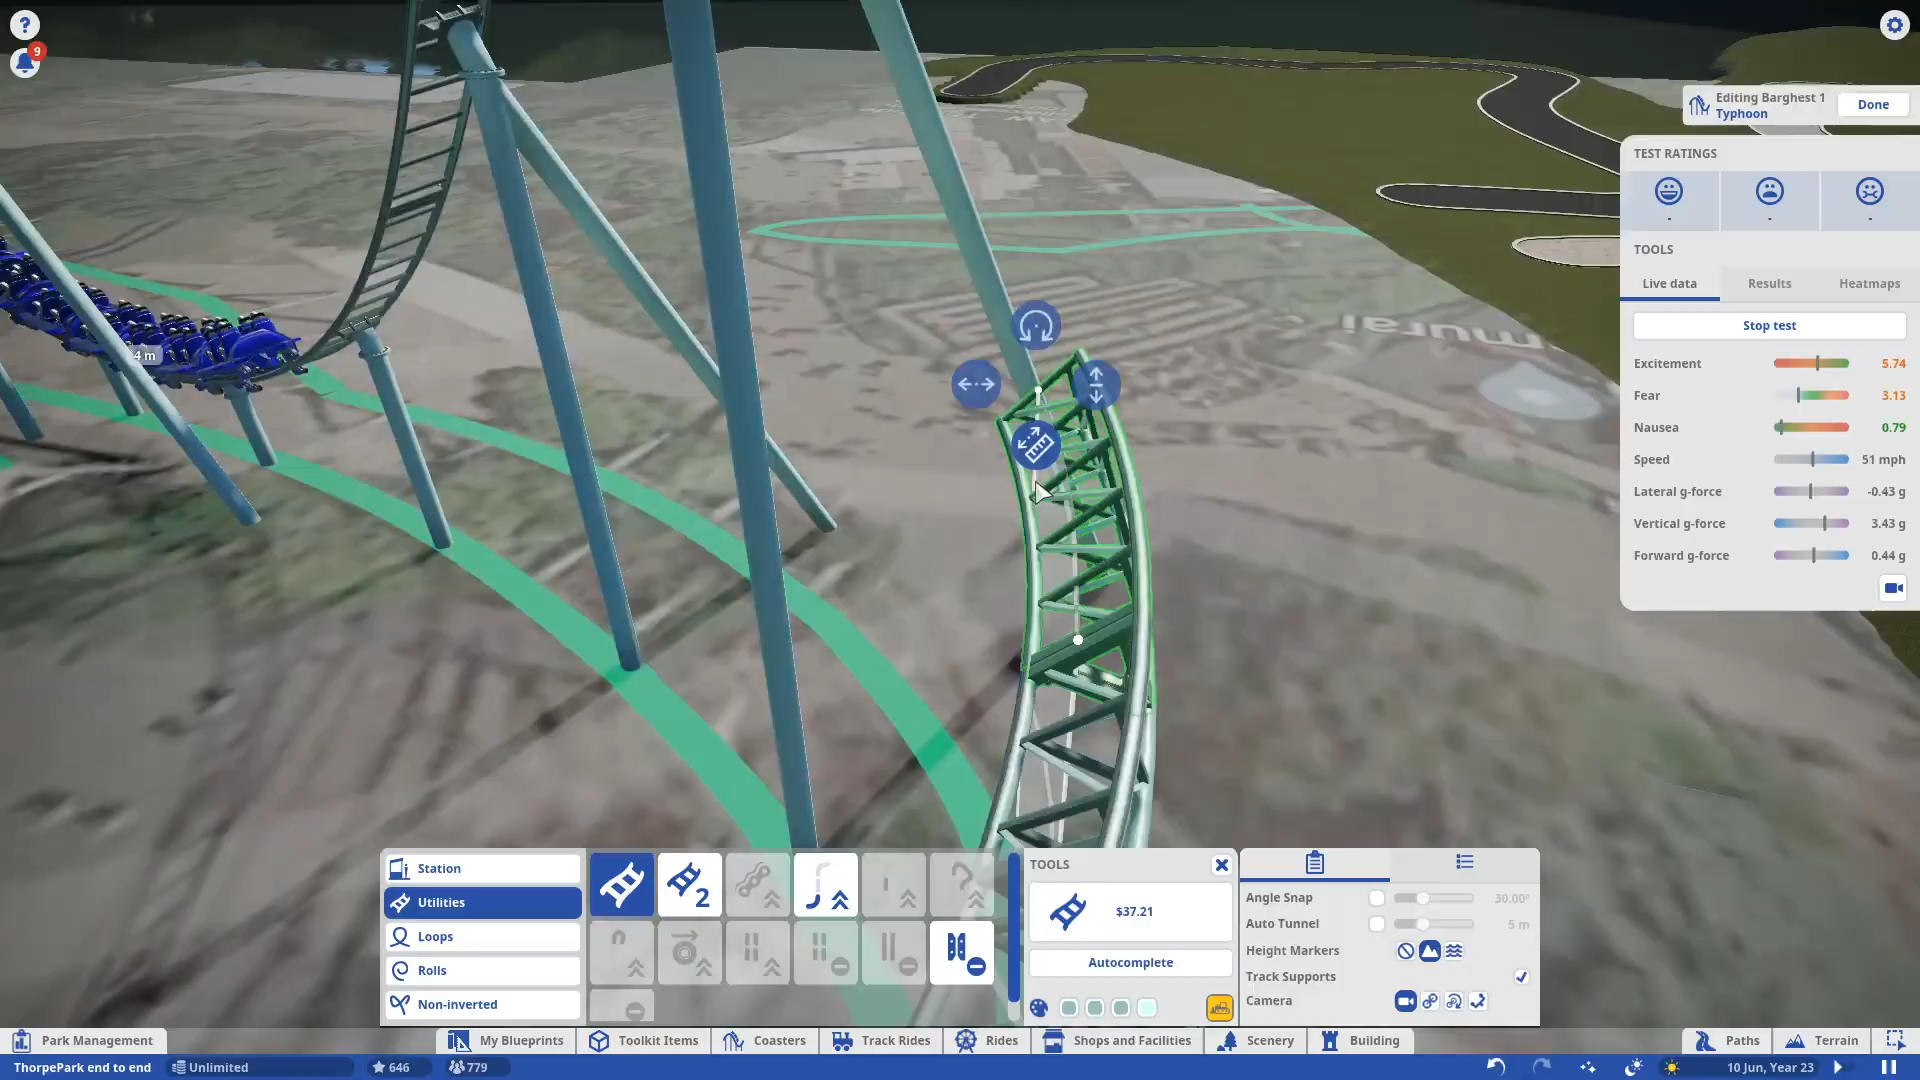 ?
9
Editing Barghest 1
Typhoon
Done
TEST RATINGS
- - -
TOOLS
Live data Results Heatmaps
Stop test
Excitement 5.74
Fear 3.13
Nausea 0.79
Speed 51 mph
Lateral g-force -0.43 g
Vertical g-force 3.43 g
Forward g-force 0.44 g
4 m
Station
Utilities
Loops
Rolls
Non-inverted
2
TOOLS
$37.21
Autocomplete
Angle Snap 30.00°
Auto Tunnel 5 m
Height Markers
Track Supports
Camera
Park Management
My Blueprints
Toolkit Items
Coasters
Track Rides
Rides
Shops and Facilities
Scenery
Building
Paths
Terrain
ThorpePark end to end
Unlimited
646
779
10 Jun, Year 23